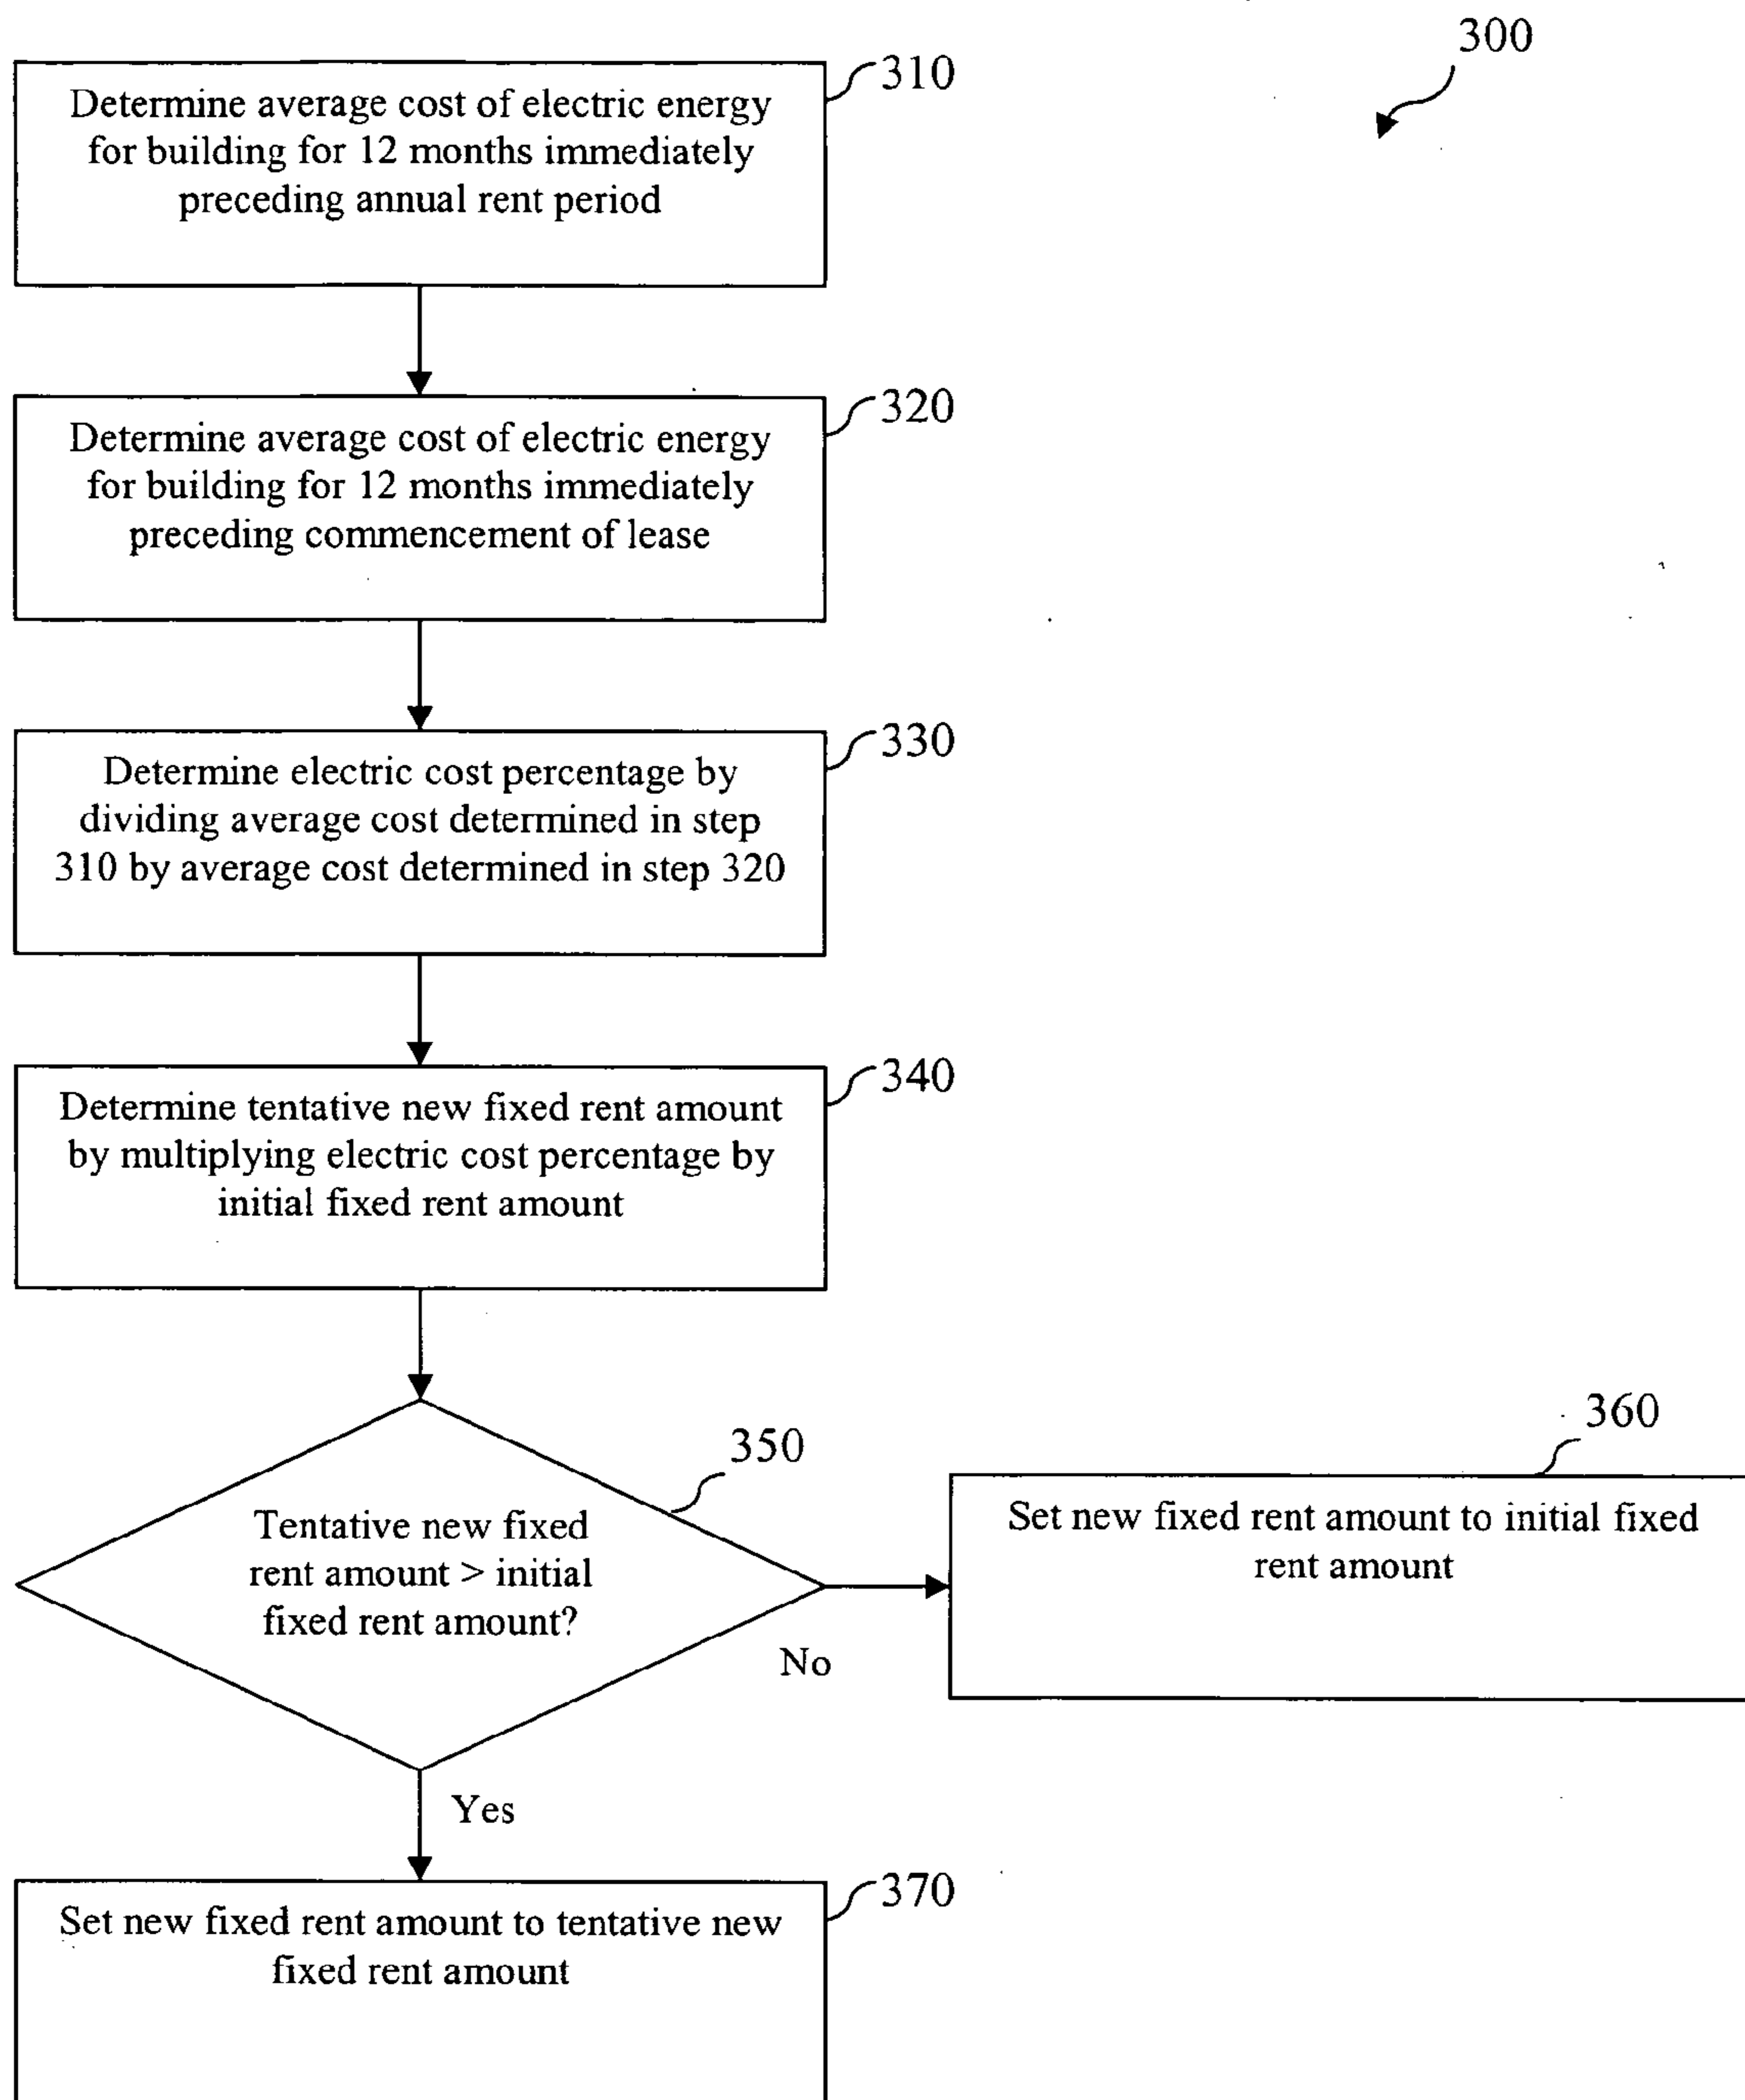 300
310
Determine average cost of electric energy
for building for 12 months immediately
preceding annual rent period
320
Determine average cost of electric energy
for building for 12 months immediately
preceding commencement of lease
330
Determine electric cost percentage by
dividing average cost determined in step
310 by average cost determined in step 320
340
Determine tentative new fixed rent amount
by multiplying electric cost percentage by
initial fixed rent amount
350
Tentative new fixed
rent amount > initial
fixed rent amount?
No
360
Set new fixed rent amount to initial fixed
rent amount
Yes
370
Set new fixed rent amount to tentative new
fixed rent amount